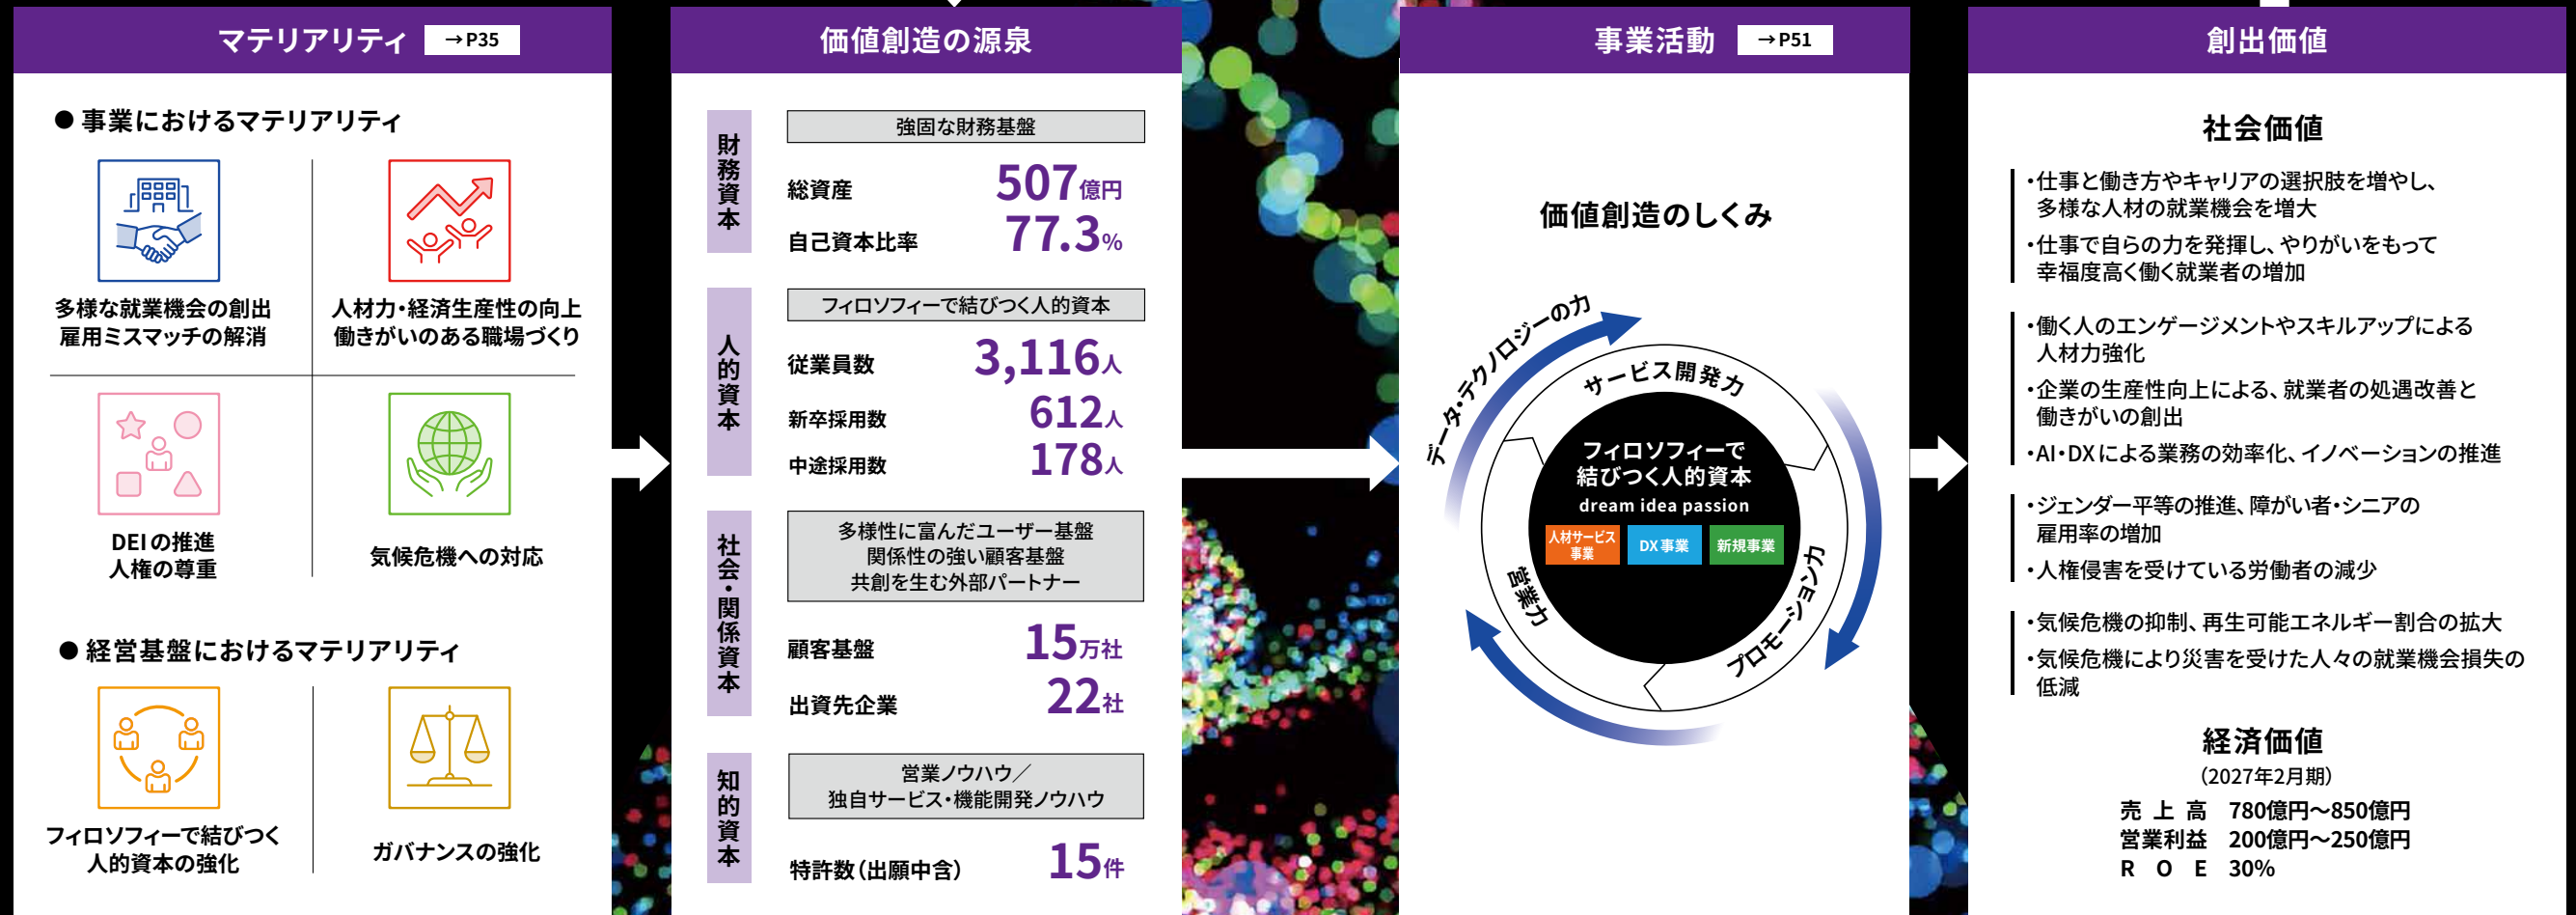 マテリアリティ →P35
●事業におけるマテリアリティ
多様な就業機会の創出
雇用ミスマッチの解消
人材力・経済生産性の向上
働きがいのある職場づくり
DEIの推進
人権の尊重
気候危機への対応
●経営基盤におけるマテリアリティ
フィロソフィーで結びつく
人的資本の強化
ガバナンスの強化
価値創造の源泉
財務資本
強固な財務基盤
総資産 507億円
自己資本比率 77.3%
人的資本
フィロソフィーで結びつく人的資本
従業員数 3,116人
新卒採用数 612人
中途採用数 178人
社会・関係資本
多様性に富んだユーザー基盤
関係性の強い顧客基盤
共創を生む外部パートナー
顧客基盤 15万社
出資先企業 22社
知的資本
営業ノウハウ／
独自サービス・機能開発ノウハウ
特許数（出願中含） 15件
事業活動 →P51
価値創造のしくみ
データ・テクノロジーの力
サービス開発力
プロモーション力
営業力
フィロソフィーで
結びつく人的資本
dream idea passion
人材サービス
事業
DX事業
新規事業
創出価値
社会価値
・仕事と働き方やキャリアの選択肢を増やし、
多様な人材の就業機会を増大
・仕事で自らの力を発揮し、やりがいをもって
幸福度高く働く就業者の増加
・働く人のエンゲージメントやスキルアップによる
人材力強化
・企業の生産性向上による、就業者の処遇改善と
働きがいの創出
・AI・DXによる業務の効率化、イノベーションの推進
・ジェンダー平等の推進、障がい者・シニアの
雇用率の増加
・人権侵害を受けている労働者の減少
・気候危機の抑制、再生可能エネルギー割合の拡大
・気候危機により災害を受けた人々の就業機会損失の
低減
経済価値
（2027年2月期）
売上高 780億円～850億円
営業利益 200億円～250億円
ROE 30%